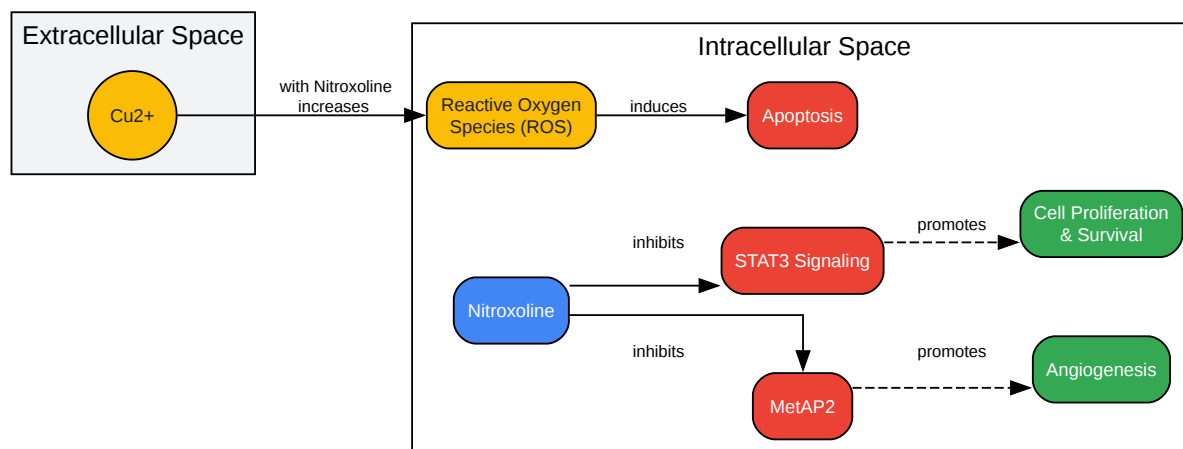 Extracellular Space
Cu2+
with Nitroxoline
increases
Intracellular Space
Reactive Oxygen
Species (ROS)
induces
Apoptosis
Nitroxoline
inhibits
STAT3 Signaling
promotes
Cell Proliferation
& Survival
inhibits
MetAP2
promotes
Angiogenesis